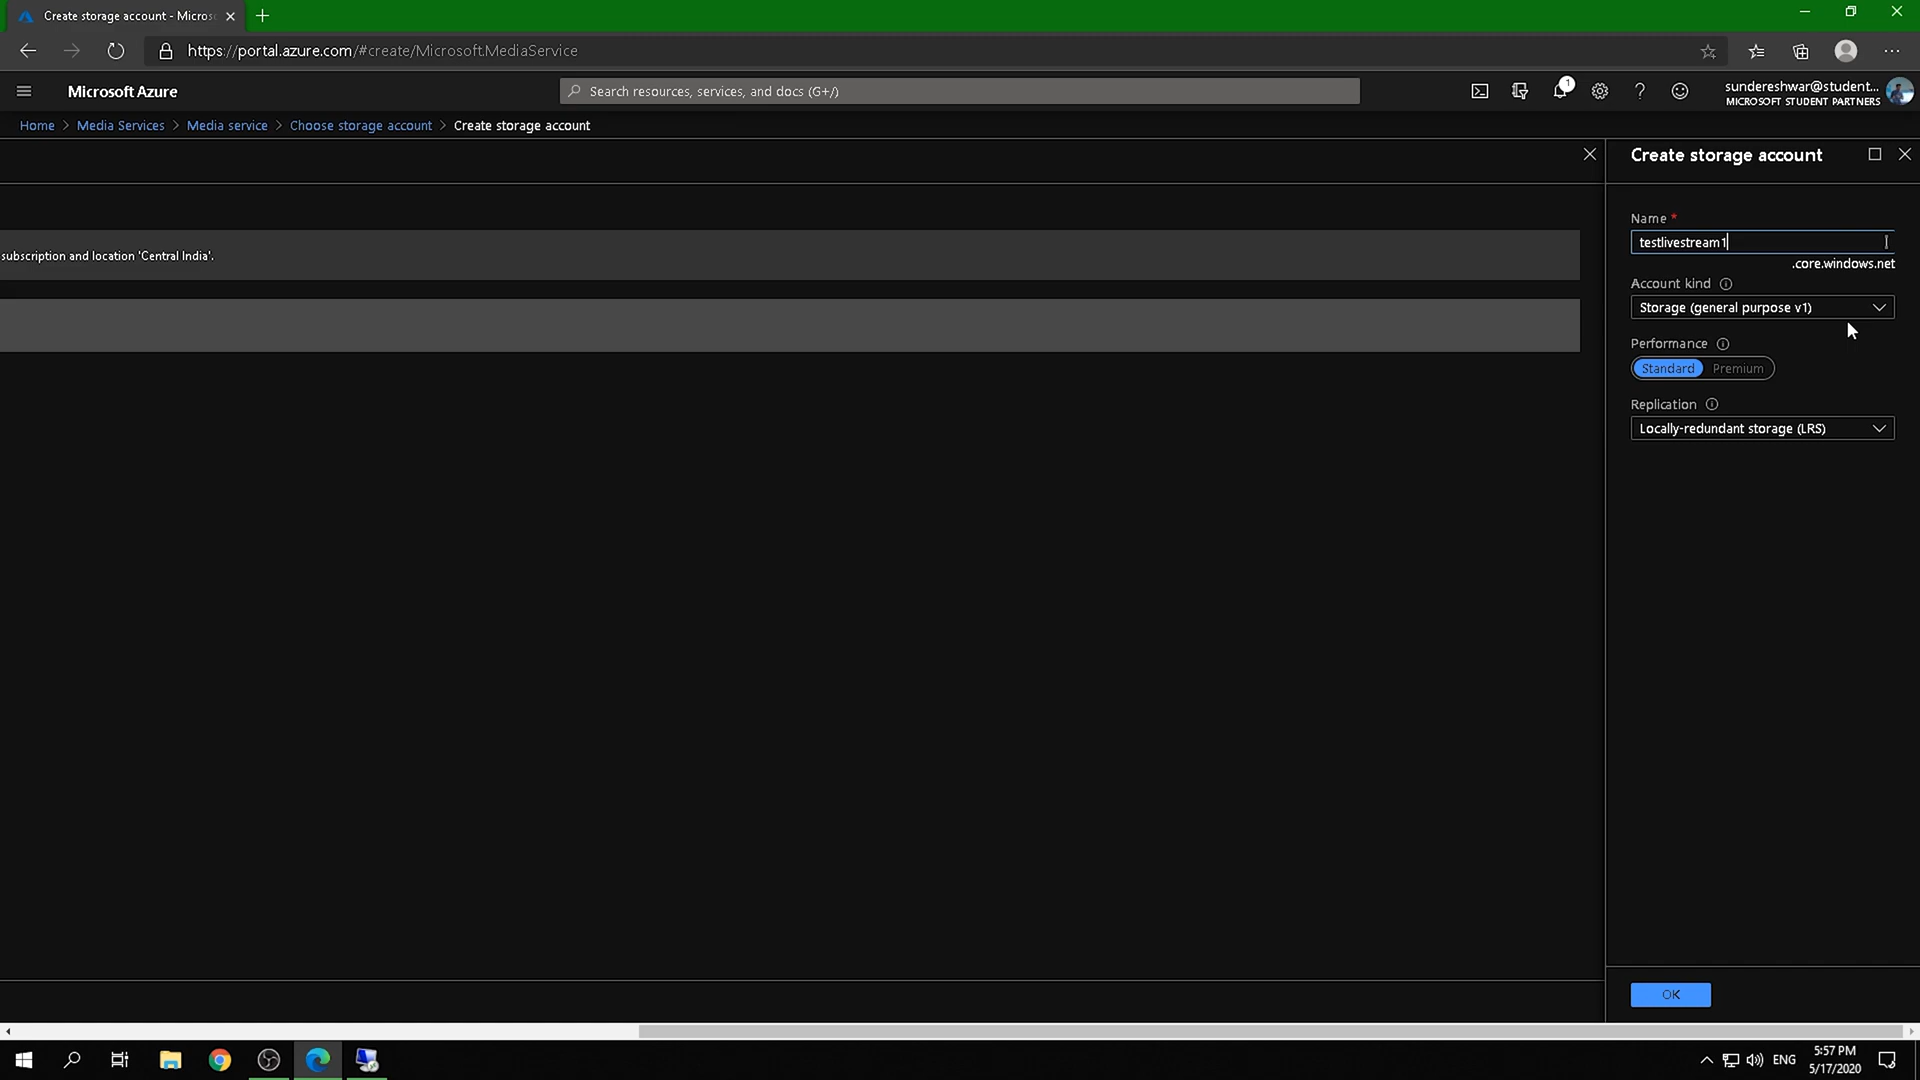 Create storage account - Micros
https://portal.azure.com/#create/Microsoft.MediaService
Microsoft Azure
Search resources, services, and docs (G+/)
1
sundereshwar@student...
MICROSOFT STUDENT PARTNERS
Home > Media Services > Media service > Choose storage account > Create storage account
Create storage account
subscription and location 'Central India'.
Name *
testlivestream1
.core.windows.net
Account kind
Storage (general purpose v1)
Performance
Standard Premium
Replication
Locally-redundant storage (LRS)
OK
ENG
5:57 PM
5/17/2020